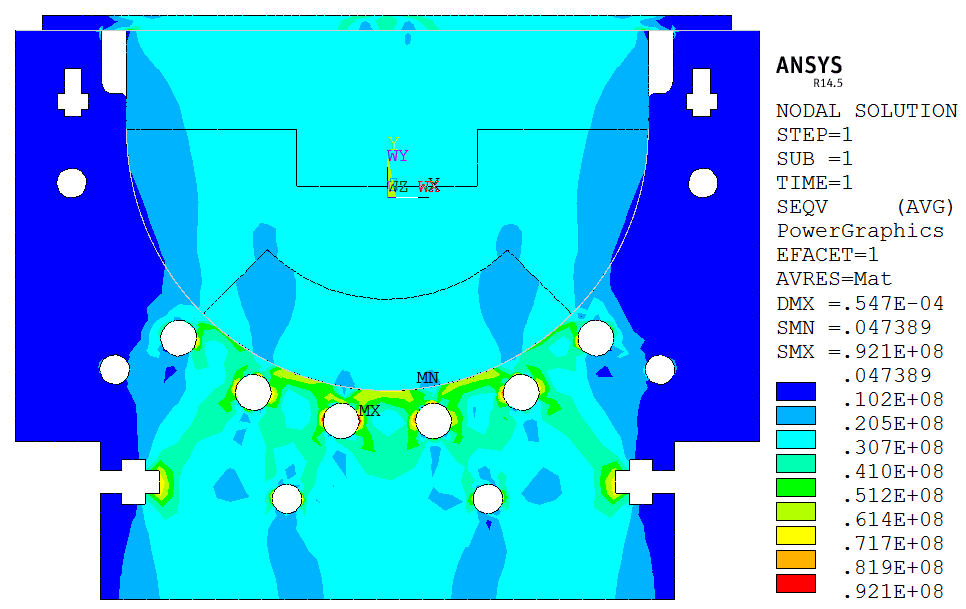 ANSYS
R14.5
NODAL SOLUTION
STEP=1
SUB =1
TIME=1
SEQV (AVG)
PowerGraphics
EFACET=1
AVRES=Mat
DMX =.547E-04
SMN =.047389
SMX =.921E+08
.047389
.102E+08
.205E+08
.307E+08
.410E+08
.512E+08
.614E+08
.717E+08
.819E+08
.921E+08
Y
WY
WZ WX X
MN
MX